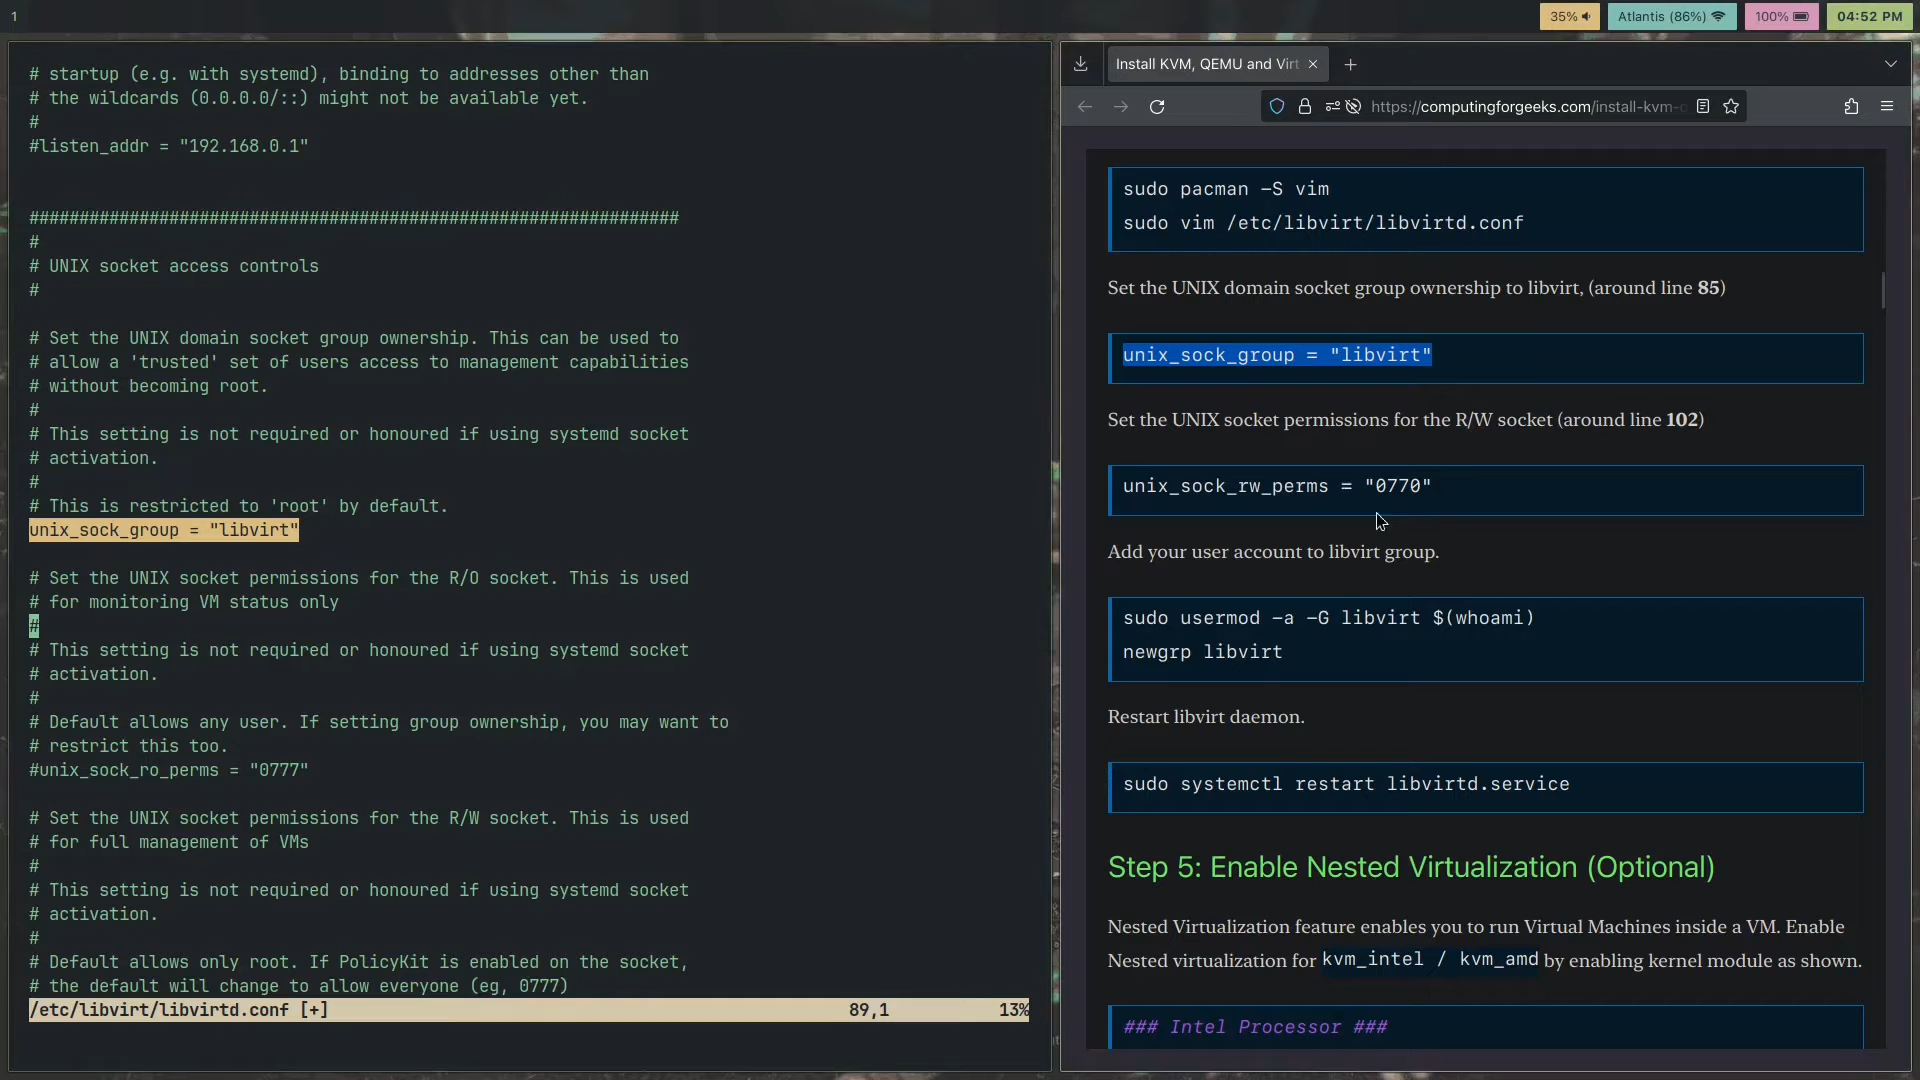 1
35%
Atlantis (86%)
100%
04:52 PM
# startup (e.g. with systemd), binding to addresses other than
# the wildcards (0.0.0.0/::) might not be available yet.
#
#listen_addr = "192.168.0.1"
#################################################################
#
# UNIX socket access controls
#
# Set the UNIX domain socket group ownership. This can be used to
# allow a 'trusted' set of users access to management capabilities
# without becoming root.
#
# This setting is not required or honoured if using systemd socket
# activation.
#
# This is restricted to 'root' by default.
unix_sock_group = "libvirt"
# Set the UNIX socket permissions for the R/O socket. This is used
# for monitoring VM status only
#
# This setting is not required or honoured if using systemd socket
# activation.
#
# Default allows any user. If setting group ownership, you may want to
# restrict this too.
#unix_sock_ro_perms = "0777"
# Set the UNIX socket permissions for the R/W socket. This is used
# for full management of VMs
#
# This setting is not required or honoured if using systemd socket
# activation.
#
# Default allows only root. If PolicyKit is enabled on the socket,
# the default will change to allow everyone (eg, 0777)
/etc/libvirt/libvirtd.conf [+] 89,1 13%
Install KVM, QEMU and Virt
https://computingforgeeks.com/install-kvm-
sudo pacman -S vim
sudo vim /etc/libvirt/libvirtd.conf
Set the UNIX domain socket group ownership to libvirt, (around line 85)
unix_sock_group = "libvirt"
Set the UNIX socket permissions for the R/W socket (around line 102)
unix_sock_rw_perms = "0770"
Add your user account to libvirt group.
sudo usermod -a -G libvirt $(whoami)
newgrp libvirt
Restart libvirt daemon.
sudo systemctl restart libvirtd.service
Step 5: Enable Nested Virtualization (Optional)
Nested Virtualization feature enables you to run Virtual Machines inside a VM. Enable
Nested virtualization for kvm_intel / kvm_amd by enabling kernel module as shown.
### Intel Processor ###